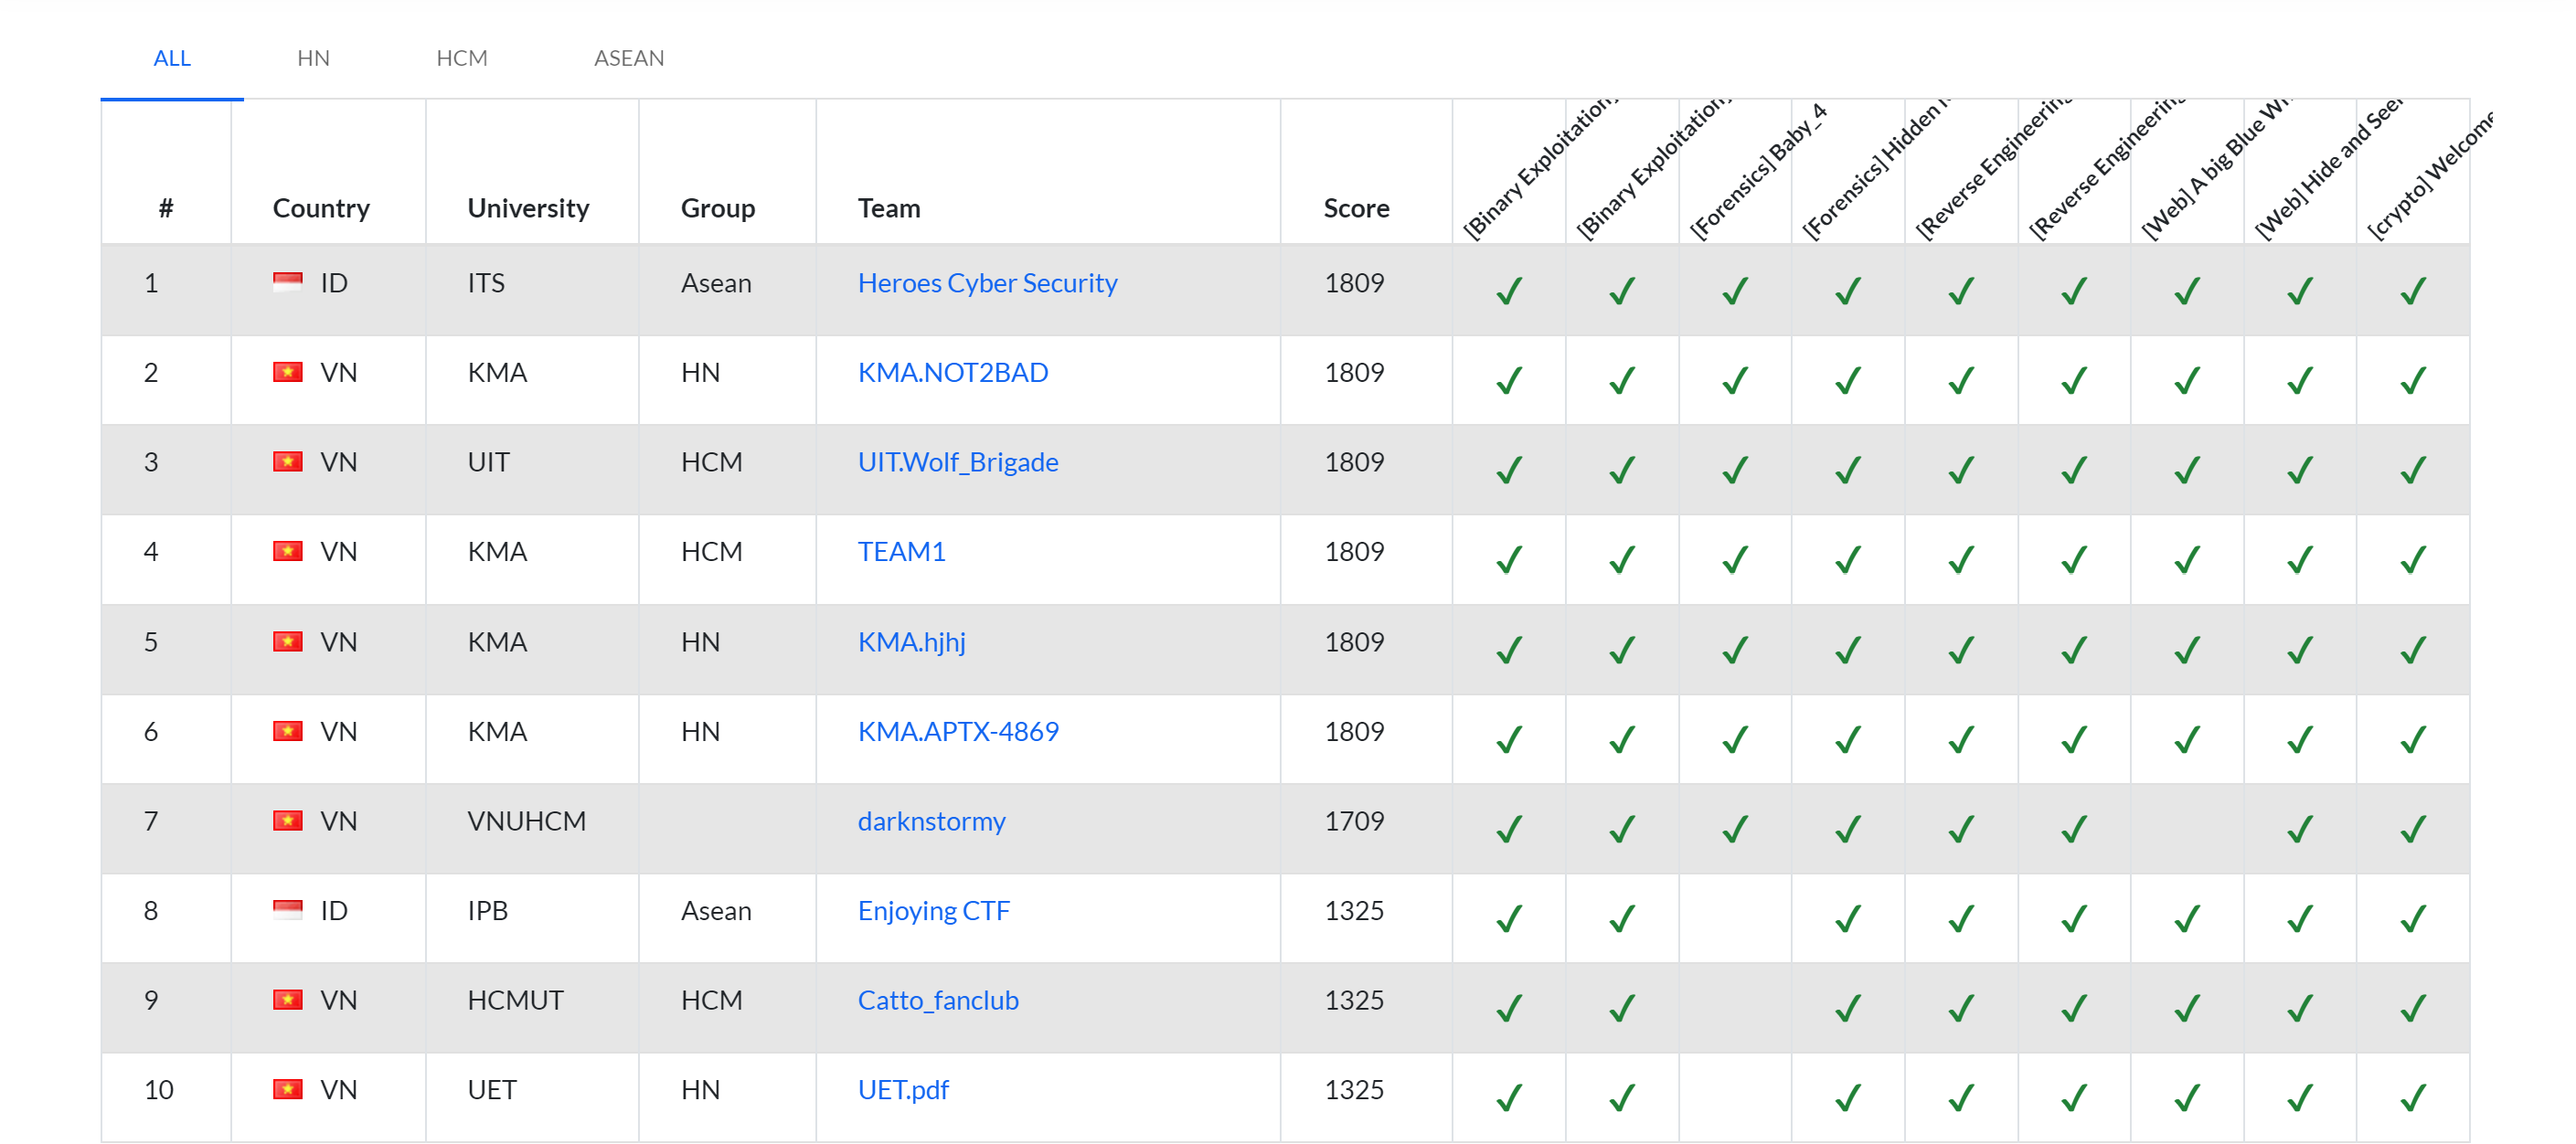 ALL HN HCM ASEAN
# Country University Group Team Score [Binary Exploitation] [Binary Exploitation] [Forensics] Baby_4 [Forensics] Hidden [Reverse Engineering [Reverse Engineering [Web] A big Blue [Web] Hide and [crypto] Welcome
1 ID ITS Asean Heroes Cyber Security 1809 ✓ ✓ ✓ ✓ ✓ ✓ ✓ ✓ ✓
2 VN KMA HN KMA.NOT2BAD 1809 ✓ ✓ ✓ ✓ ✓ ✓ ✓ ✓ ✓
3 VN UIT HCM UIT.Wolf_Brigade 1809 ✓ ✓ ✓ ✓ ✓ ✓ ✓ ✓ ✓
4 VN KMA HCM TEAM1 1809 ✓ ✓ ✓ ✓ ✓ ✓ ✓ ✓ ✓
5 VN KMA HN KMA.hjhj 1809 ✓ ✓ ✓ ✓ ✓ ✓ ✓ ✓ ✓
6 VN KMA HN KMA.APTX-4869 1809 ✓ ✓ ✓ ✓ ✓ ✓ ✓ ✓ ✓
7 VN VNUHCM darknstormy 1709 ✓ ✓ ✓ ✓ ✓ ✓ ✓ ✓
8 ID IPB Asean Enjoying CTF 1325 ✓ ✓ ✓ ✓ ✓ ✓ ✓ ✓
9 VN HCMUT HCM Catto_fanclub 1325 ✓ ✓ ✓ ✓ ✓ ✓ ✓ ✓
10 VN UET HN UET.pdf 1325 ✓ ✓ ✓ ✓ ✓ ✓ ✓ ✓